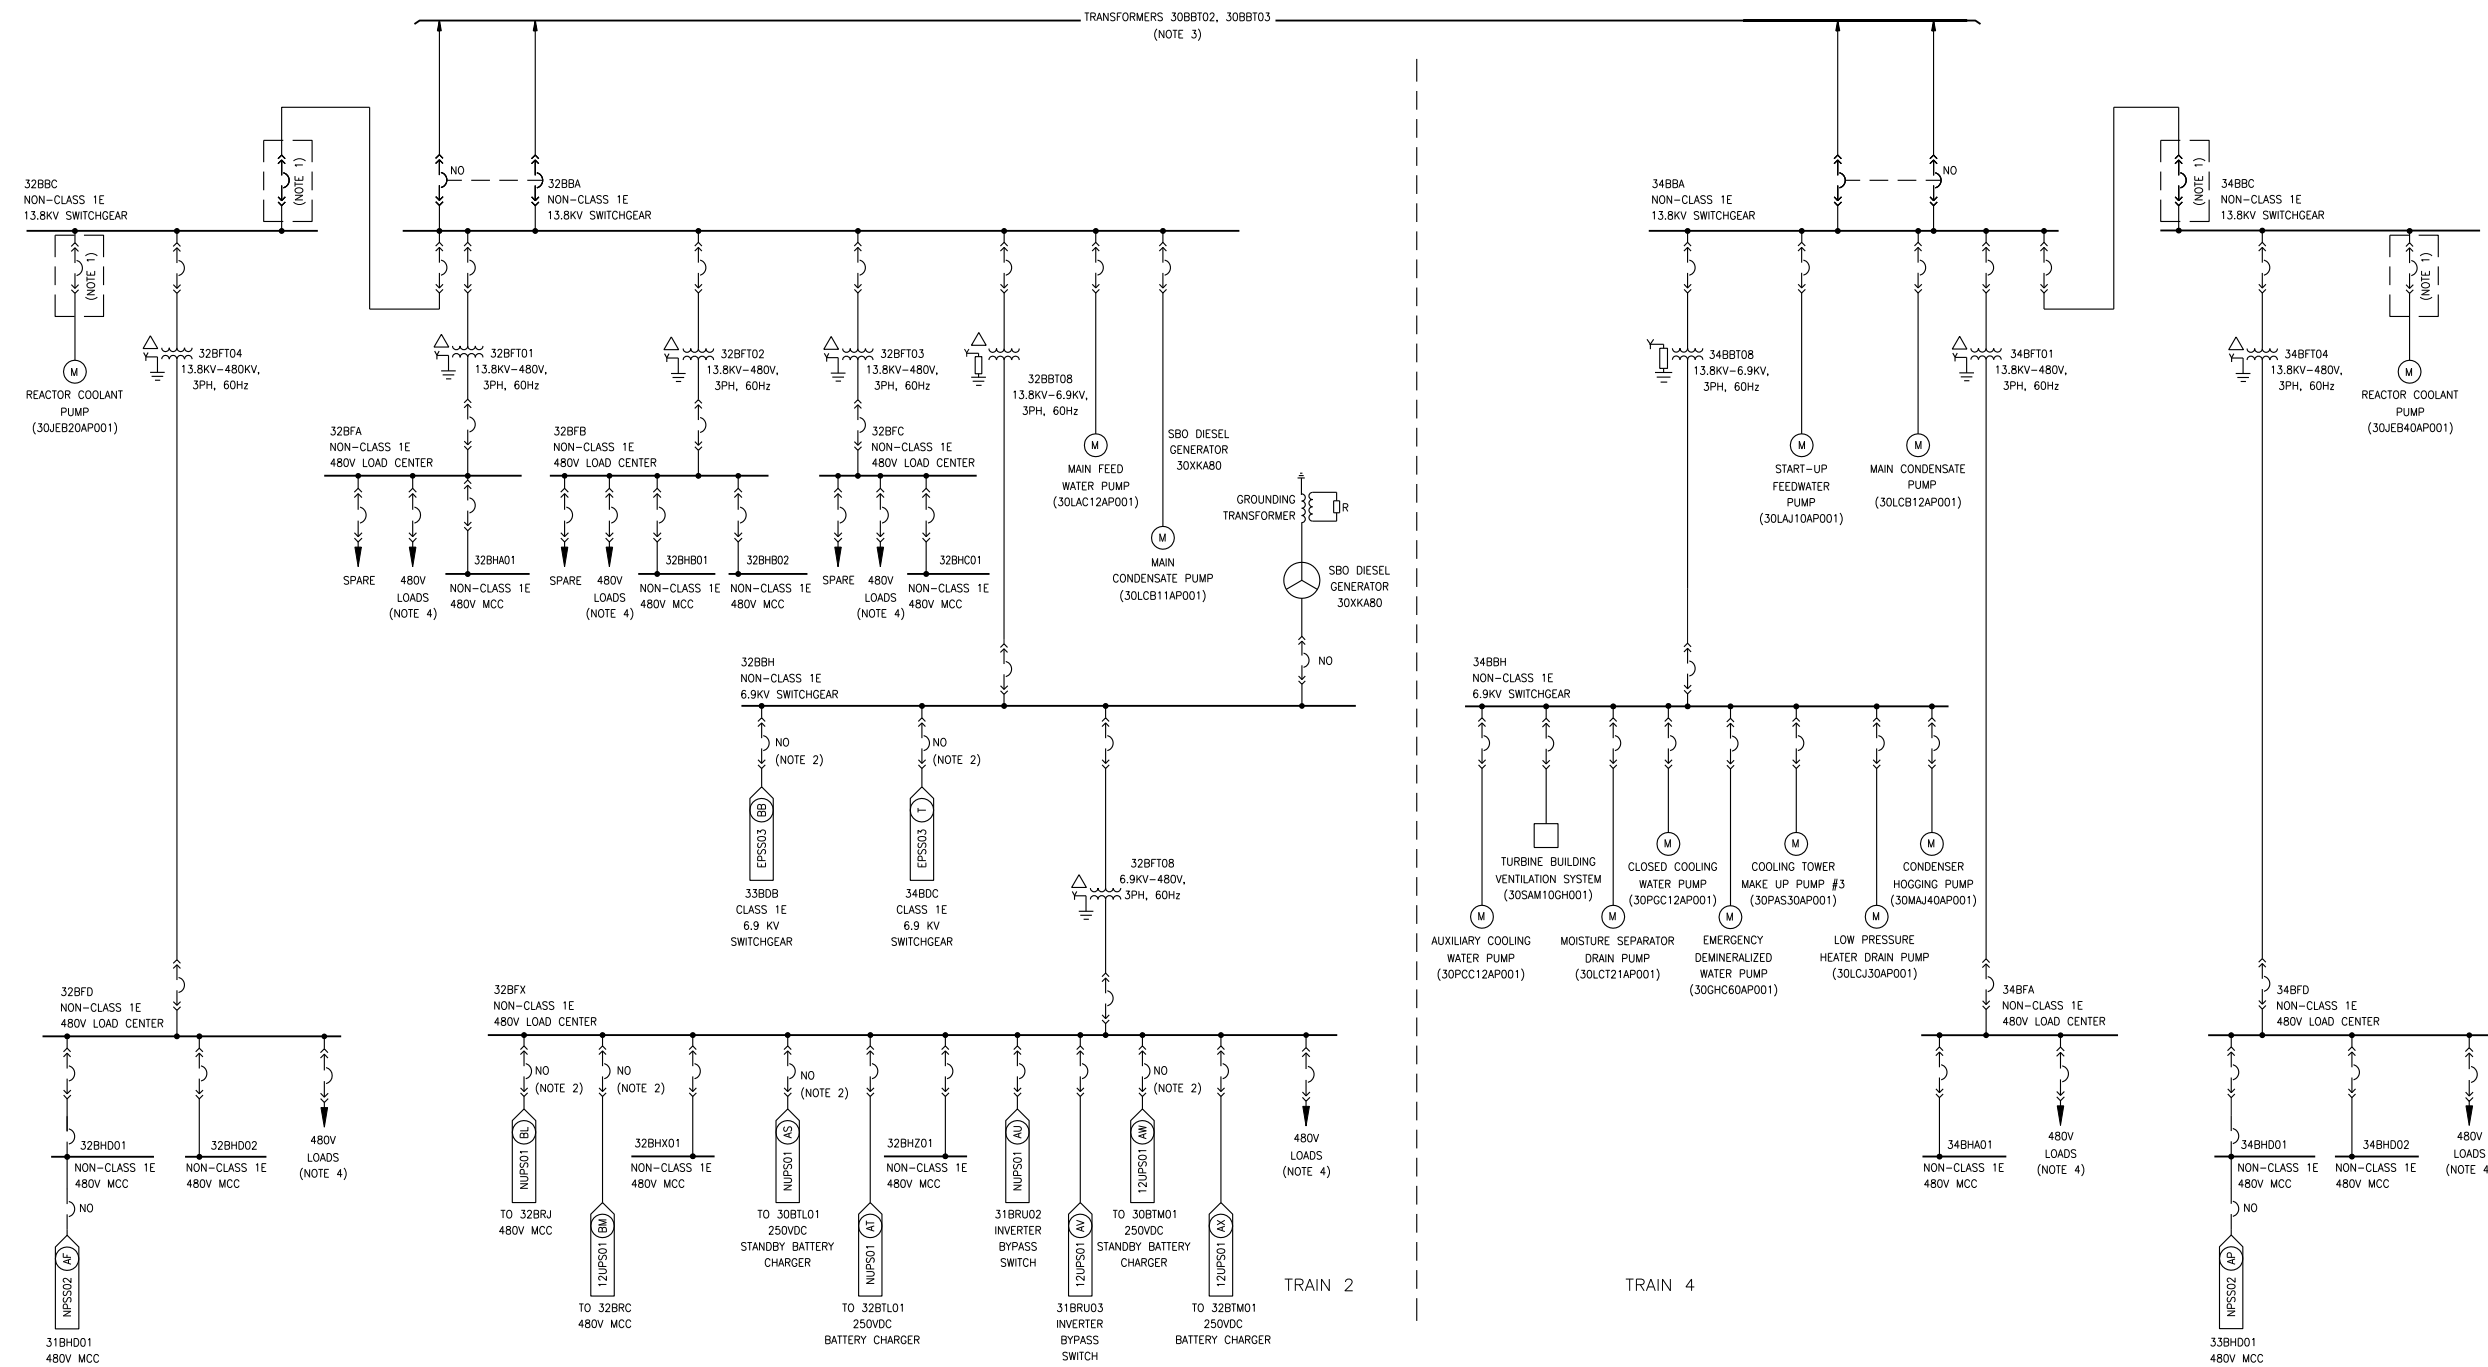 TRANSFORMERS 30BBT02, 30BBT03
(NOTE 3)
32BBC
NON-CLASS 1E
13.8KV SWITCHGEAR
(NOTE 1)
NO
32BBA
NON-CLASS 1E
13.8KV SWITCHGEAR
34BBA
NON-CLASS 1E
13.8KV SWITCHGEAR
NO
(NOTE 1)
34BBC
NON-CLASS 1E
13.8KV SWITCHGEAR
(NOTE 1)
M
REACTOR COOLANT
PUMP
(30JEB20AP001)
Y
32BFT04
13.8KV-480KV,
3PH, 60Hz
Y
32BFT01
13.8KV-480V,
3PH, 60Hz
Y
32BFT02
13.8KV-480V,
3PH, 60Hz
Y
32BFT03
13.8KV-480V,
3PH, 60Hz
Y
32BBT08
13.8KV-6.9KV,
3PH, 60Hz
M
MAIN FEED
WATER PUMP
(30LAC12AP001)
SBO DIESEL
GENERATOR
30XKA80
M
MAIN
CONDENSATE PUMP
(30LCB11AP001)
32BFA
NON-CLASS 1E
480V LOAD CENTER
32BFB
NON-CLASS 1E
480V LOAD CENTER
32BFC
NON-CLASS 1E
480V LOAD CENTER
SPARE
480V
LOADS
(NOTE 4)
32BHA01
NON-CLASS 1E
480V MCC
SPARE
480V
LOADS
(NOTE 4)
32BHB01
NON-CLASS 1E
480V MCC
32BHB02
NON-CLASS 1E
480V MCC
SPARE
480V
LOADS
(NOTE 4)
32BHC01
NON-CLASS 1E
480V MCC
GROUNDING
TRANSFORMER
R
SBO DIESEL
GENERATOR
30XKA80
NO
32BBH
NON-CLASS 1E
6.9KV SWITCHGEAR
NO
(NOTE 2)
BB
EPSS03
33BDB
CLASS 1E
6.9 KV
SWITCHGEAR
NO
(NOTE 2)
T
EPSS03
34BDC
CLASS 1E
6.9 KV
SWITCHGEAR
Y
32BFT08
6.9KV-480V,
3PH, 60Hz
32BFD
NON-CLASS 1E
480V LOAD CENTER
32BHD01
NON-CLASS 1E
480V MCC
32BHD02
NON-CLASS 1E
480V MCC
480V
LOADS
(NOTE 4)
NO
AF
NPSS02
31BHD01
480V MCC
32BFX
NON-CLASS 1E
480V LOAD CENTER
NO
(NOTE 2)
BL
NUPS01
TO 32BRJ
480V MCC
NO
(NOTE 2)
BM
12UPS01
TO 32BRC
480V MCC
32BHX01
NON-CLASS 1E
480V MCC
NO
(NOTE 2)
AS
NUPS01
TO 30BTL01
250VDC
STANDBY BATTERY
CHARGER
AT
NUPS01
TO 32BTL01
250VDC
BATTERY CHARGER
32BHZ01
NON-CLASS 1E
480V MCC
AU
NUPS01
31BRU02
INVERTER
BYPASS
SWITCH
AV
12UPS01
31BRU03
INVERTER
BYPASS
SWITCH
NO
(NOTE 2)
AW
12UPS01
TO 30BTM01
250VDC
STANDBY BATTERY
CHARGER
AX
12UPS01
TO 32BTM01
250VDC
BATTERY CHARGER
480V
LOADS
(NOTE 4)
TRAIN 2
TRAIN 4
Y
34BBT08
13.8KV-6.9KV,
3PH, 60Hz
M
START-UP
FEEDWATER
PUMP
(30LAJ10AP001)
M
MAIN CONDENSATE
PUMP
(30LCB12AP001)
Y
34BFT01
13.8KV-480V,
3PH, 60Hz
Y
34BFT04
13.8KV-480V,
3PH, 60Hz
(NOTE 1)
M
REACTOR COOLANT
PUMP
(30JEB40AP001)
34BBH
NON-CLASS 1E
6.9KV SWITCHGEAR
M
AUXILIARY COOLING
WATER PUMP
(30PCC12AP001)
TURBINE BUILDING
VENTILATION SYSTEM
(30SAM10GH001)
M
MOISTURE SEPARATOR
DRAIN PUMP
(30LCT21AP001)
M
CLOSED COOLING
WATER PUMP
(30PGC12AP001)
M
EMERGENCY
DEMINERALIZED
WATER PUMP
(30GHC60AP001)
M
COOLING TOWER
MAKE UP PUMP #3
(30PAS30AP001)
M
LOW PRESSURE
HEATER DRAIN PUMP
(30LCJ30AP001)
M
CONDENSER
HOGGING PUMP
(30MAJ40AP001)
34BFA
NON-CLASS 1E
480V LOAD CENTER
34BHA01
NON-CLASS 1E
480V MCC
480V
LOADS
(NOTE 4)
34BFD
NON-CLASS 1E
480V LOAD CENTER
34BHD01
NON-CLASS 1E
480V MCC
34BHD02
NON-CLASS 1E
480V MCC
480V
LOADS
(NOTE 4
NO
AP
NPSS02
33BHD01
480V MCC